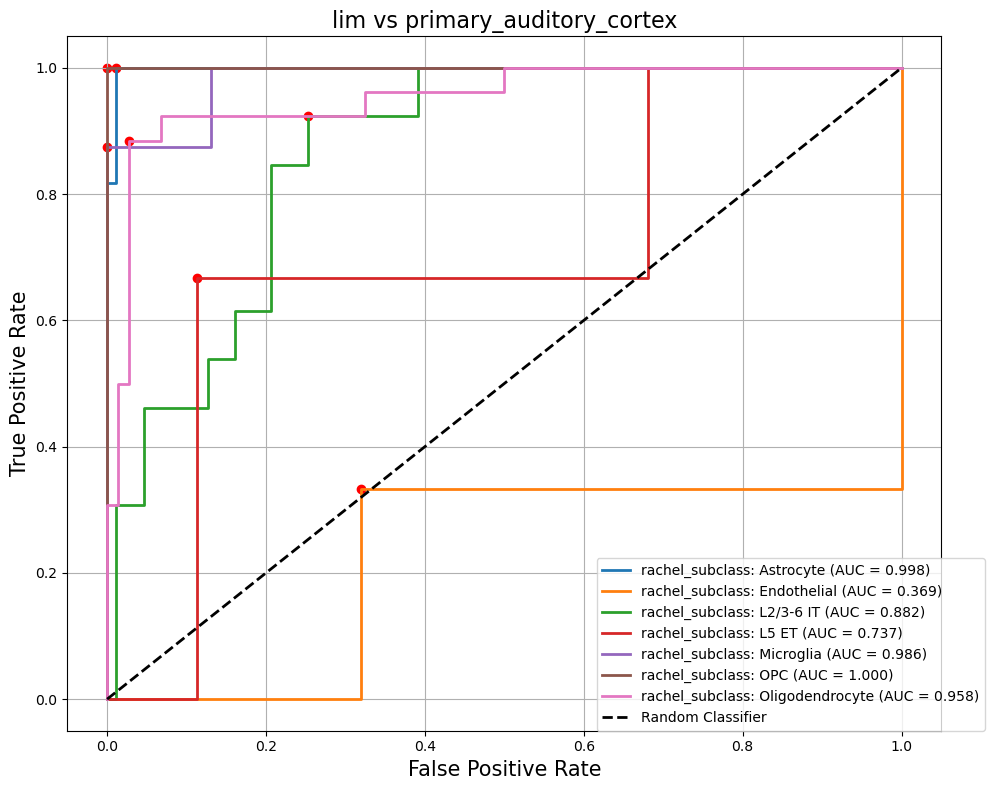 lim vs primary_auditory_cortex
True Positive Rate
1.0
0.8
0.6
0.4
0.2
0.0
rachel_subclass: Astrocyte (AUC = 0.998)
rachel_subclass: Endothelial (AUC = 0.369)
rachel_subclass: L2/3-6 IT (AUC = 0.882)
rachel_subclass: L5 ET (AUC = 0.737)
rachel_subclass: Microglia (AUC = 0.986)
rachel_subclass: OPC (AUC = 1.000)
rachel_subclass: Oligodendrocyte (AUC = 0.958)
Random Classifier
0.0 0.2 0.4 0.6 0.8 1.0
False Positive Rate